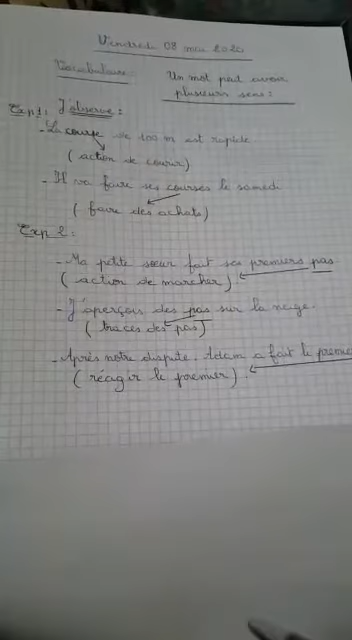 Vendredi 08 mai 2020
Vocabulaire: Un mot peut avoir
plusieurs sens:
Exp1: J'observe:
- La course de 100m est rapide.
(action de courir)
- Il va faire ses courses le samedi
(faire des achats)
Exp 2:
- Ma petite sœur fait ses premiers pas.
(action de marcher)
- J'aperçois des pas sur la neige.
(traces des pas)
- Après notre dispute, Adam a fait le premier
(réagir le premier).